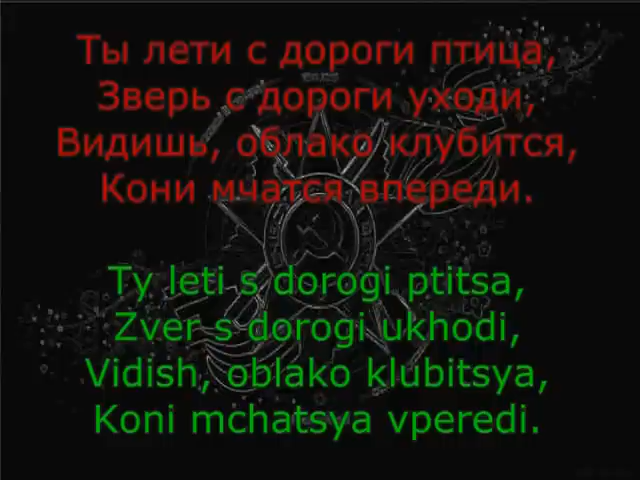 Ты лети с дороги птица,
Зверь с дороги уходи,
Видишь, облако клубится,
Кони мчатся впереди.
Ty leti s dorogi ptitsa,
Zver s dorogi ukhodi,
Vidish, oblako klubitsya,
Koni mchatsya vperedi.